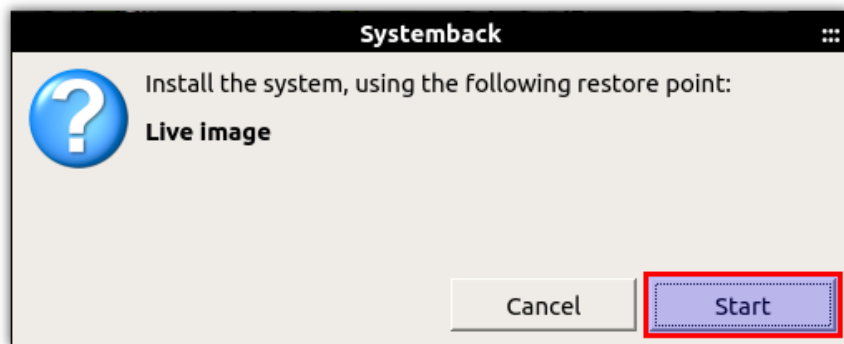 Systemback
Install the system, using the following restore point:
Live image
Cancel
Start